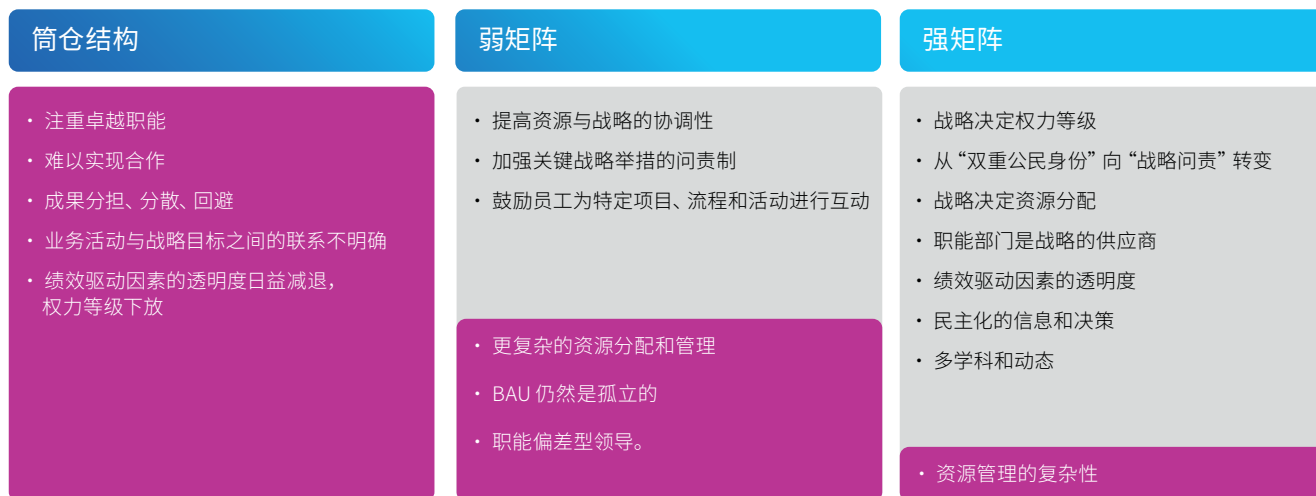 筒仓结构
· 注重卓越职能
· 难以实现合作
· 成果分担、分散、回避
· 业务活动与战略目标之间的联系不明确
· 绩效驱动因素的透明度日益减退，
权力等级下放
弱矩阵
· 提高资源与战略的协调性
· 加强关键战略举措的问责制
· 鼓励员工为特定项目、流程和活动进行互动
· 更复杂的资源分配和管理
· BAU 仍然是孤立的
· 职能偏差型领导。
强矩阵
· 战略决定权力等级
· 从“双重公民身份”向“战略问责”转变
· 战略决定资源分配
· 职能部门是战略的供应商
· 绩效驱动因素的透明度
· 民主化的信息和决策
· 多学科和动态
· 资源管理的复杂性